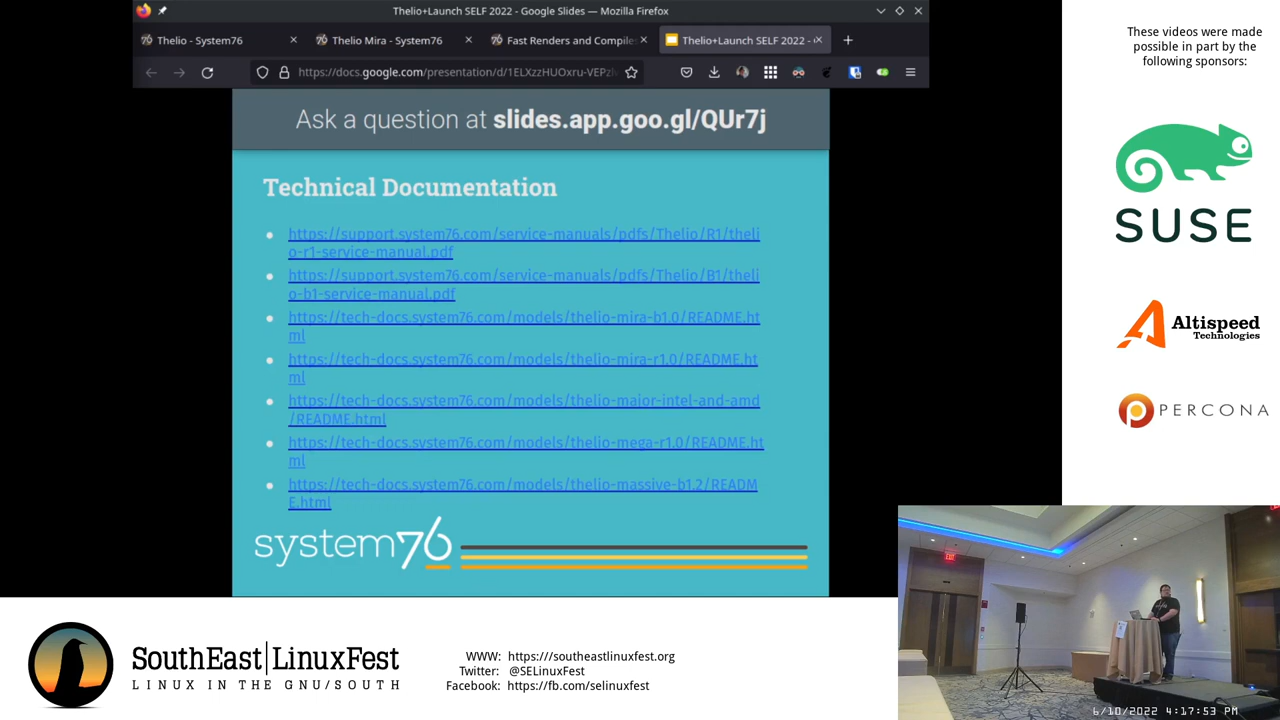 Thelio+Launch SELF 2022 - Google Slides — Mozilla Firefox
Thelio - System76
Thelio Mira - System76
Fast Renders and Compiles
Thelio+Launch SELF 2022 -
https://docs.google.com/presentation/d/1ELXzzHUOxru-VEPz
Ask a question at slides.app.goo.gl/QUr7j
Technical Documentation
https://support.system76.com/service-manuals/pdfs/Thelio/R1/theli
o-r1-service-manual.pdf
https://support.system76.com/service-manuals/pdfs/Thelio/B1/theli
o-b1-service-manual.pdf
https://tech-docs.system76.com/models/thelio-mira-b1.0/README.ht
ml
https://tech-docs.system76.com/models/thelio-mira-r1.0/README.ht
ml
https://tech-docs.system76.com/models/thelio-major-intel-and-amd
/README.html
https://tech-docs.system76.com/models/thelio-mega-r1.0/README.ht
ml
https://tech-docs.system76.com/models/thelio-massive-b1.2/READM
E.html
system76
These videos were made
possible in part by the
following sponsors:
SUSE
Altispeed
Technologies
PERCONA
SouthEast LinuxFest
LINUX IN THE GNU/SOUTH
WWW: https:///southeastlinuxfest.org
Twitter: @SELinuxFest
Facebook: https://fb.com/selinuxfest
EXIT
6/10/2022 4:17:53 PM